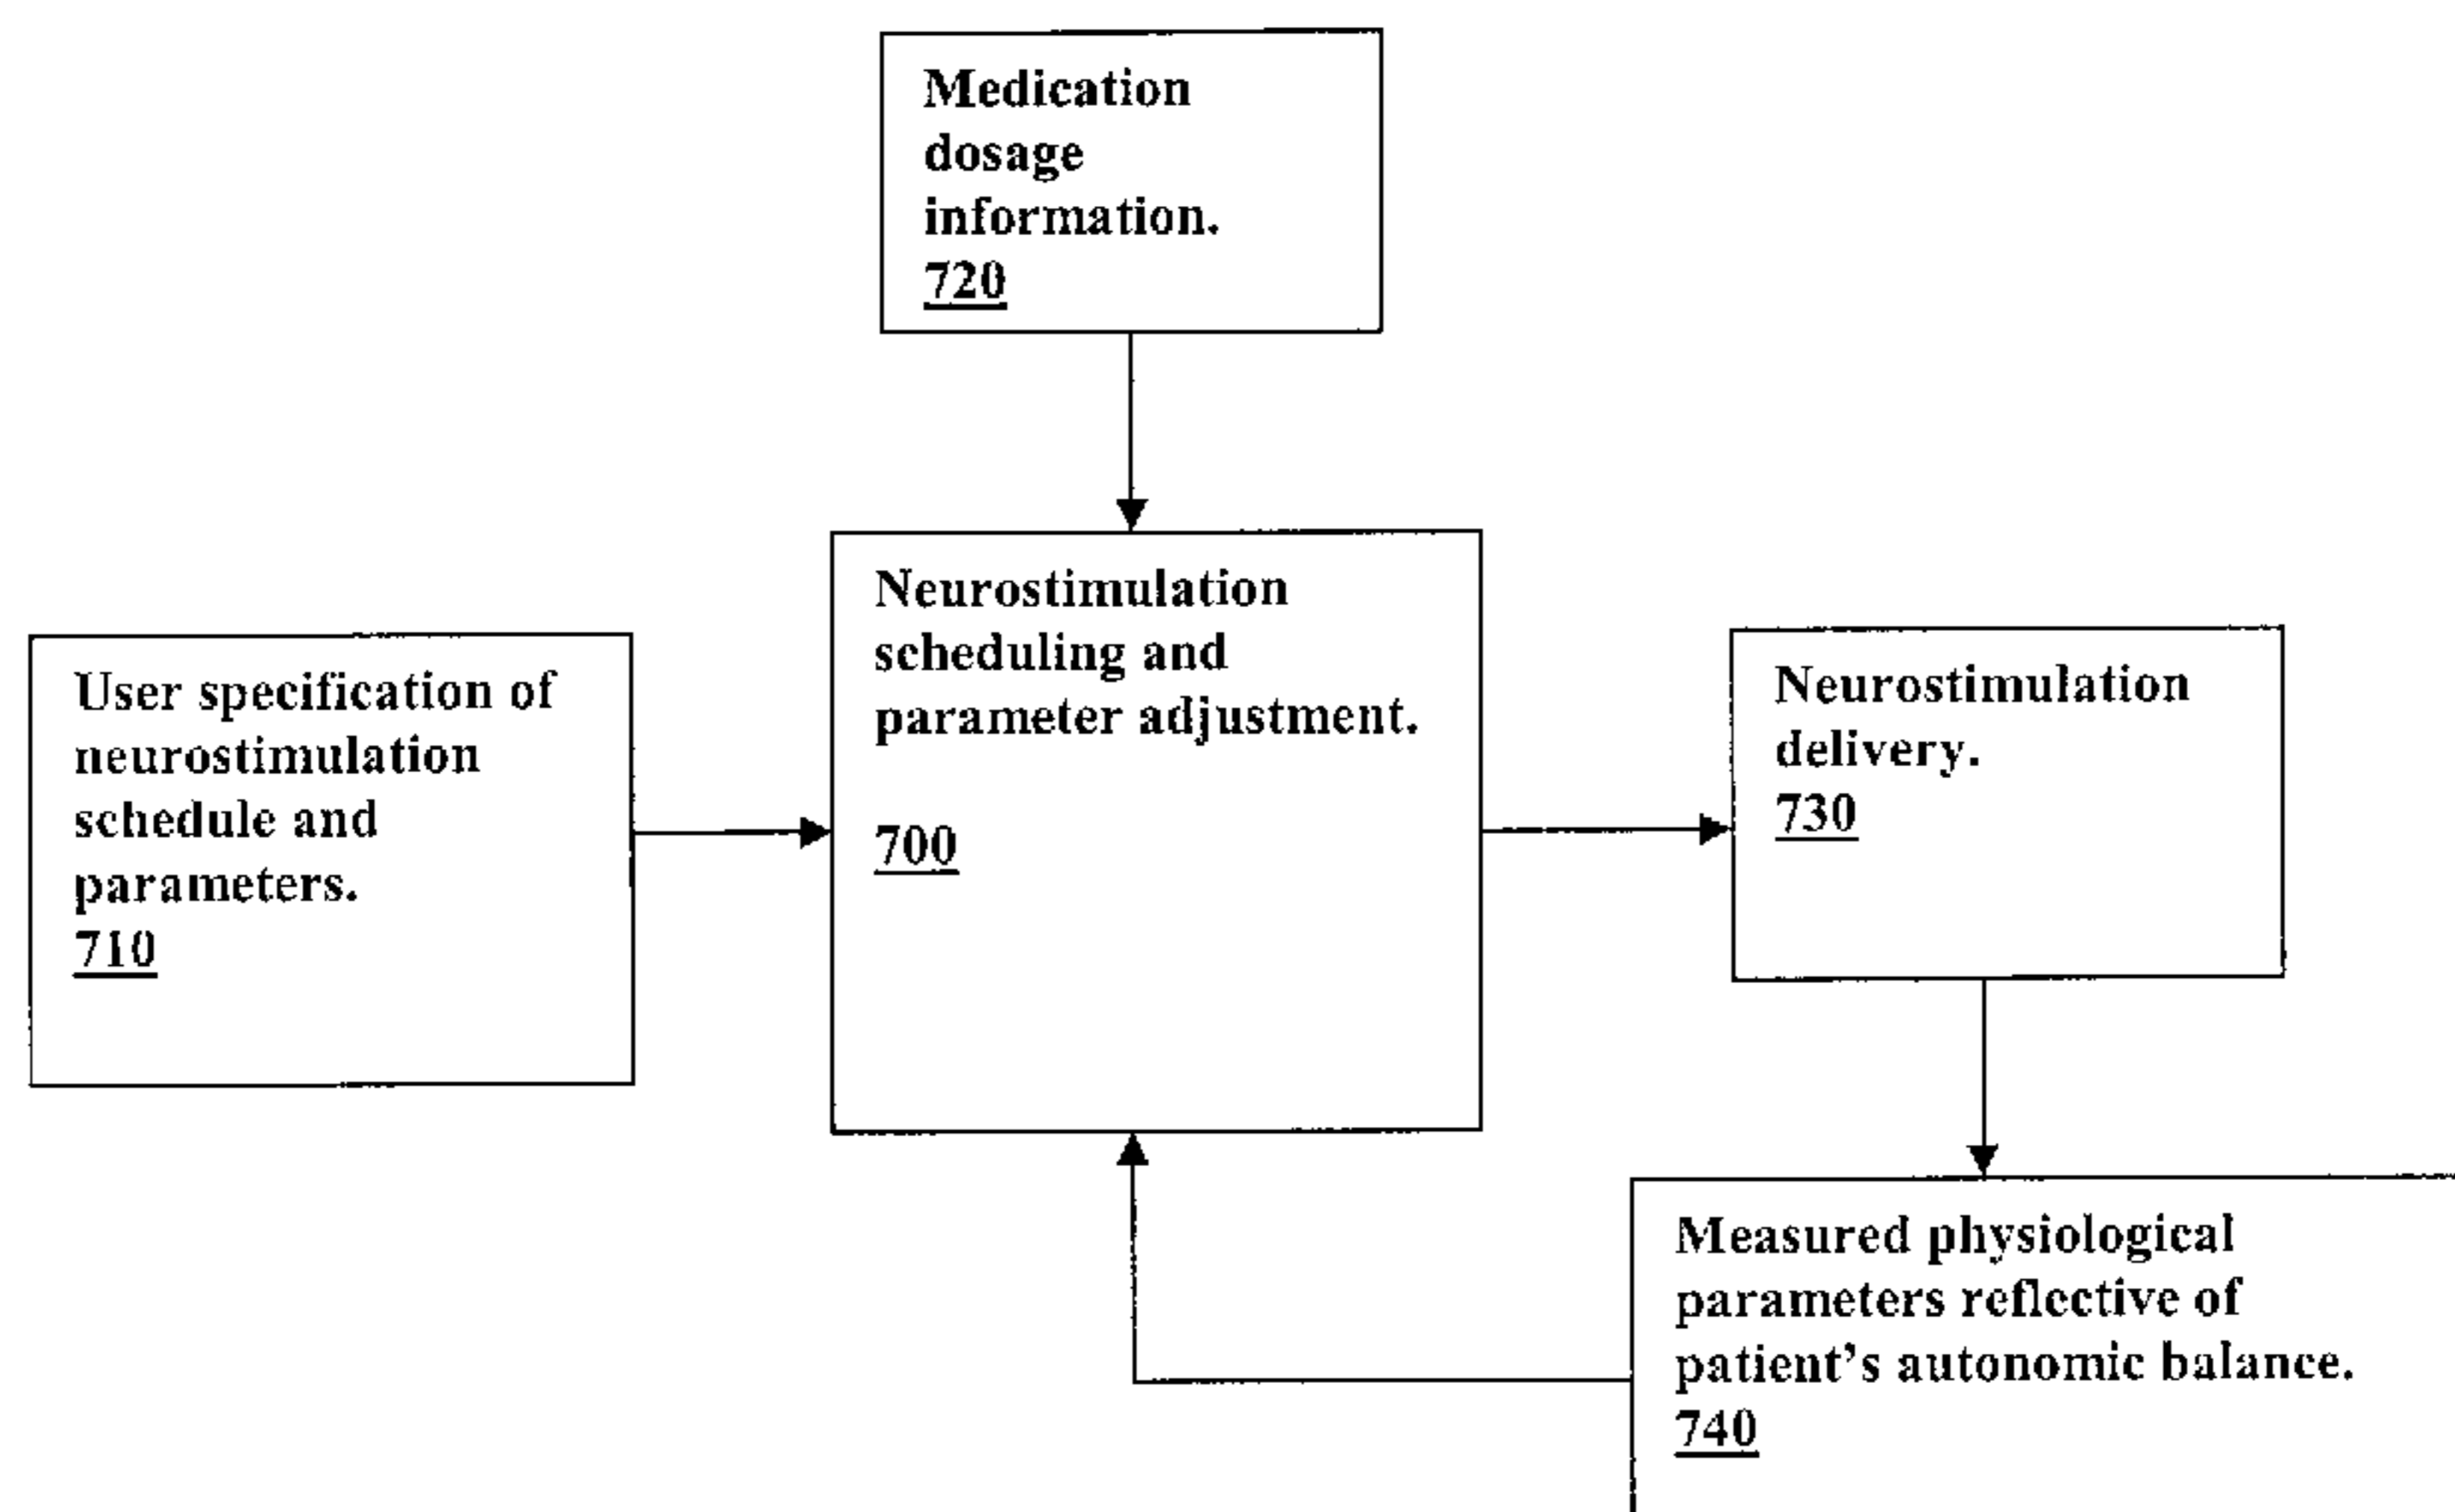 Medication
dosage
information.
720
User specification of
neurostimulation
schedule and
parameters.
710
Neurostimulation
scheduling and
parameter adjustment.
700
Neurostimulation
delivery.
730
Measured physiological
parameters reflective of
patient's autonomic balance.
740